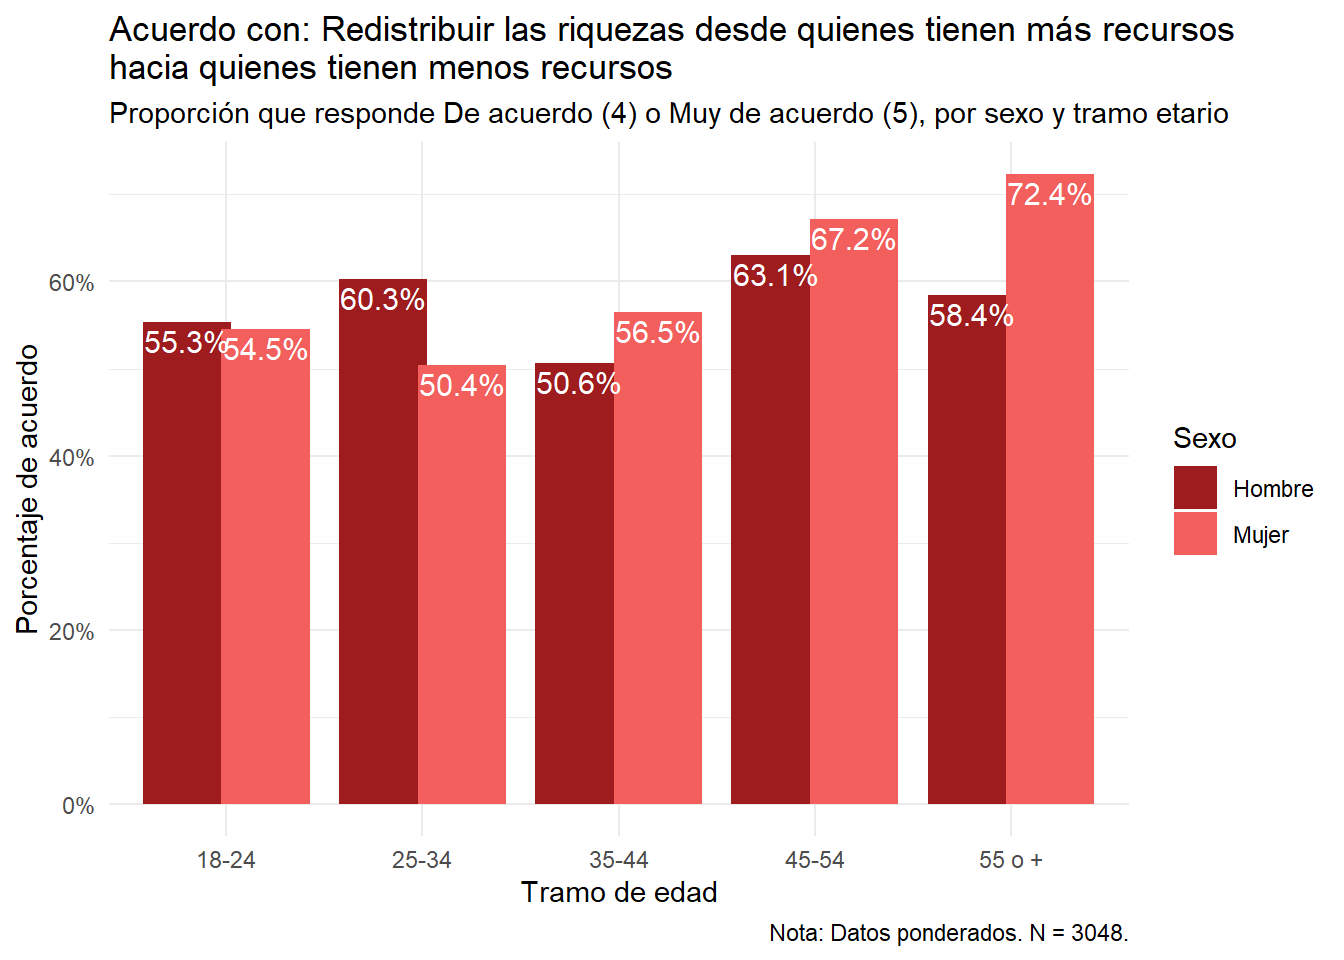 Acuerdo con: Redistribuir las riquezas desde quienes tienen más recursos
hacia quienes tienen menos recursos
Proporción que responde De acuerdo (4) o Muy de acuerdo (5), por sexo y tramo etario
Porcentaje de acuerdo
60%
40%
20%
0%
55.3%
54.5%
60.3%
50.4%
50.6%
56.5%
63.1%
67.2%
58.4%
72.4%
18-24
25-34
35-44
45-54
55 o +
Tramo de edad
Sexo
Hombre
Mujer
Nota: Datos ponderados. N = 3048.